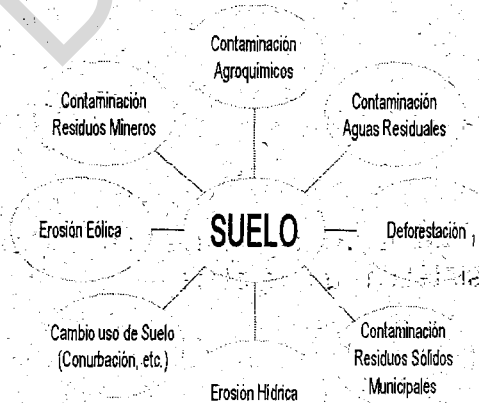 Contaminación
Agroquímicos
Contaminación
Residuos Mineros
Contaminación
Aguas Residuales
Erosión Eólica
SUELO
Deforestación
Cambio uso de Suelo
(Conurbación, etc.)
Contaminación
Residuos Sólidos
Municipales
Erosión Hídrica